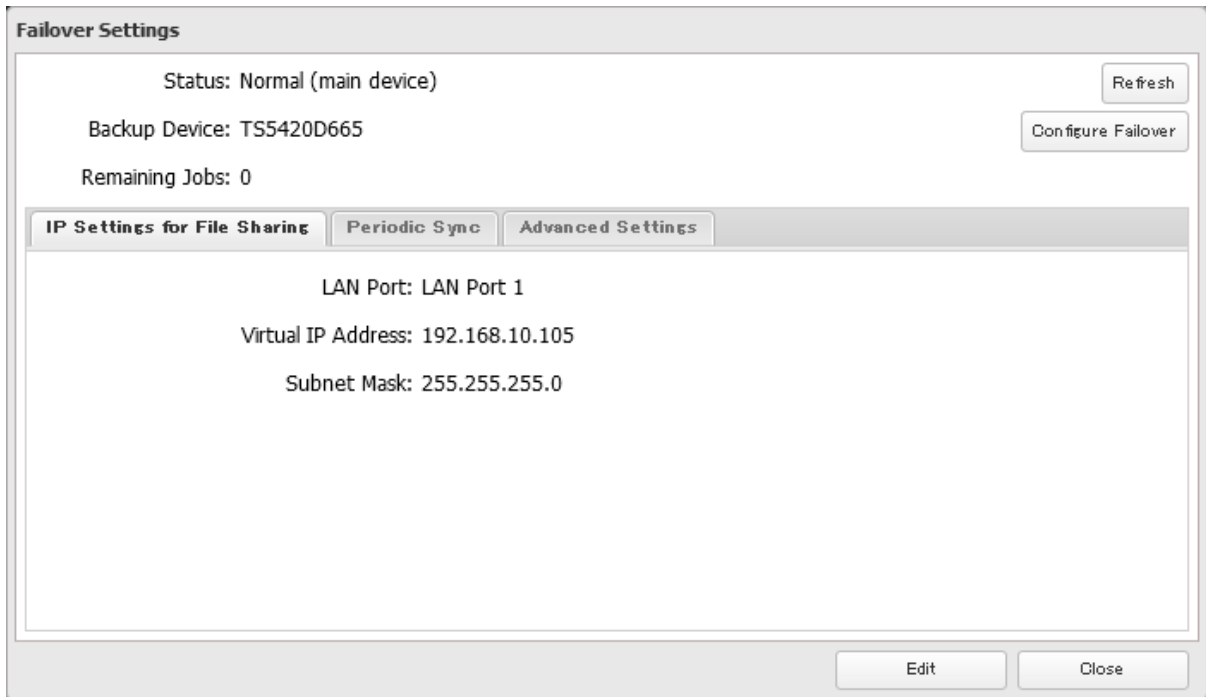 Failover Settings
Status: Normal (main device)
Refresh
Backup Device: TS5420D665
Configure Failover
Remaining Jobs: 0
IP Settings for File Sharing
Periodic Sync
Advanced Settings
LAN Port: LAN Port 1
Virtual IP Address: 192.168.10.105
Subnet Mask: 255.255.255.0
Edit
Close